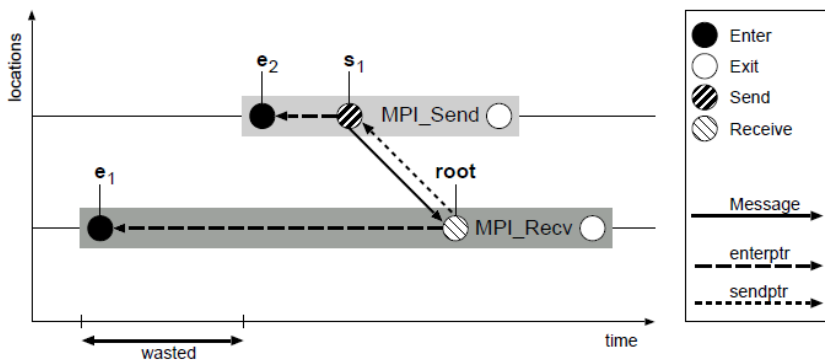 locations
e2
s1
MPI_Send
e1
root
MPI_Recv
wasted
time
Enter
Exit
Send
Receive
Message
enterptr
sendptr